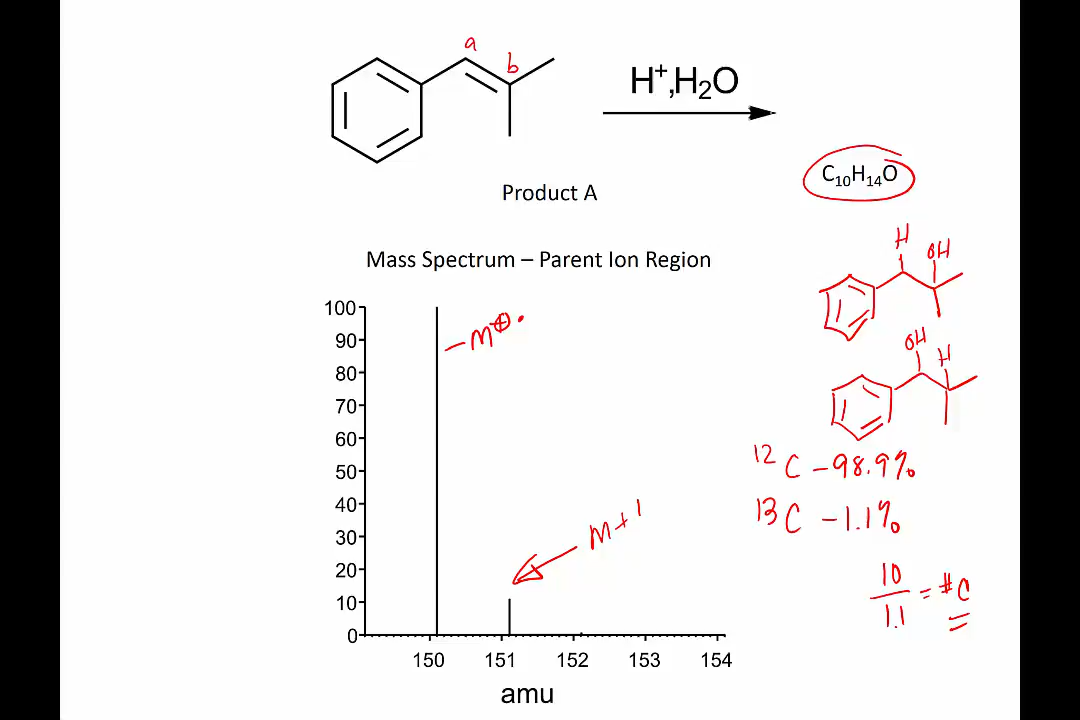 a
b
H⁺,H₂O
C₁₀H₁₄O
Product A
H
OH
Mass Spectrum – Parent Ion Region
100
90
80
70
60
50
40
30
20
10
0
– M⊕•
OH
H
¹²C – 98.9%
¹³C – 1.1%
M+1
10
1.1
= #C
150 151 152 153 154
amu